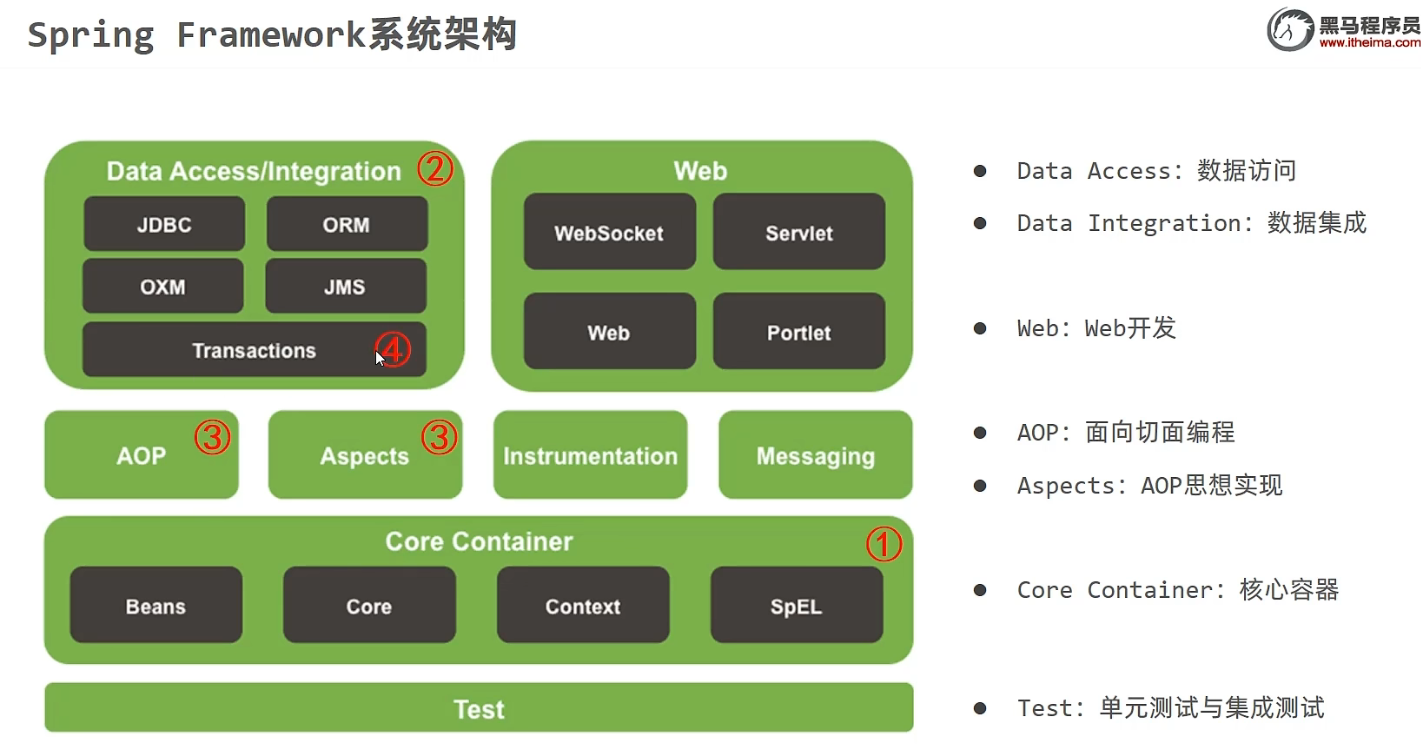 Spring Framework系统架构
黑马程序员
www.itheima.com
Data Access/Integration ②
JDBC ORM
OXM JMS
Transactions ④
Web
WebSocket Servlet
Web Portlet
AOP ③ Aspects ③ Instrumentation Messaging
Core Container ①
Beans Core Context SpEL
Test
● Data Access: 数据访问
● Data Integration: 数据集成
● Web: Web开发
● AOP: 面向切面编程
● Aspects: AOP思想实现
● Core Container: 核心容器
● Test: 单元测试与集成测试